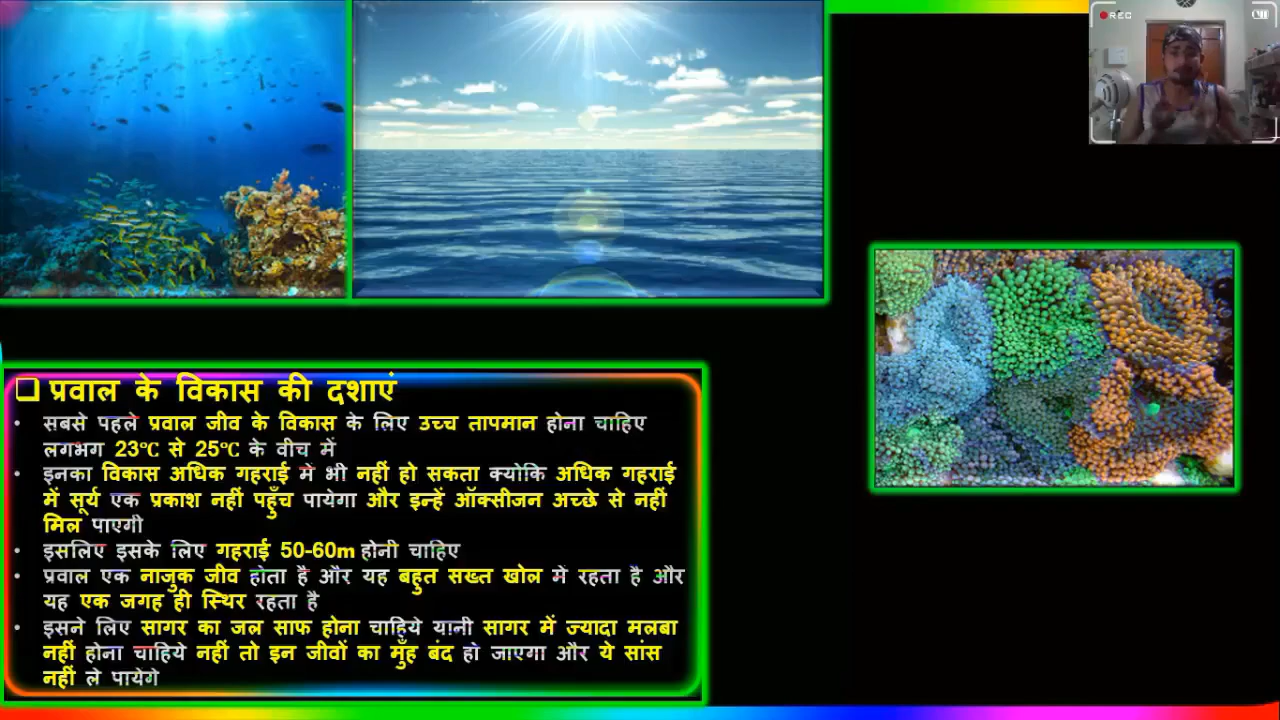 REC
❑ प्रवाल के विकास की दशाएं
• सबसे पहले प्रवाल जीव के विकास के लिए उच्च तापमान होना चाहिए
लगभग 23℃ से 25℃ के वीच में
• इनका विकास अधिक गहराई में भी नहीं हो सकता क्योकि अधिक गहराई
में सूर्य एक प्रकाश नहीं पहुँच पायेगा और इन्हें ऑक्सीजन अच्छे से नहीं
मिल पाएगी
• इसलिए इसके लिए गहराई 50-60m होनी चाहिए
• प्रवाल एक नाजुक जीव होता है और यह बहुत सख्त खोल में रहता है और
यह एक जगह ही स्थिर रहता है
• इसने लिए सागर का जल साफ होना चाहिये यानी सागर में ज्यादा मलबा
नहीं होना चाहिये नहीं तो इन जीवों का मुँह बंद हो जाएगा और ये सांस
नहीं ले पायेंगे